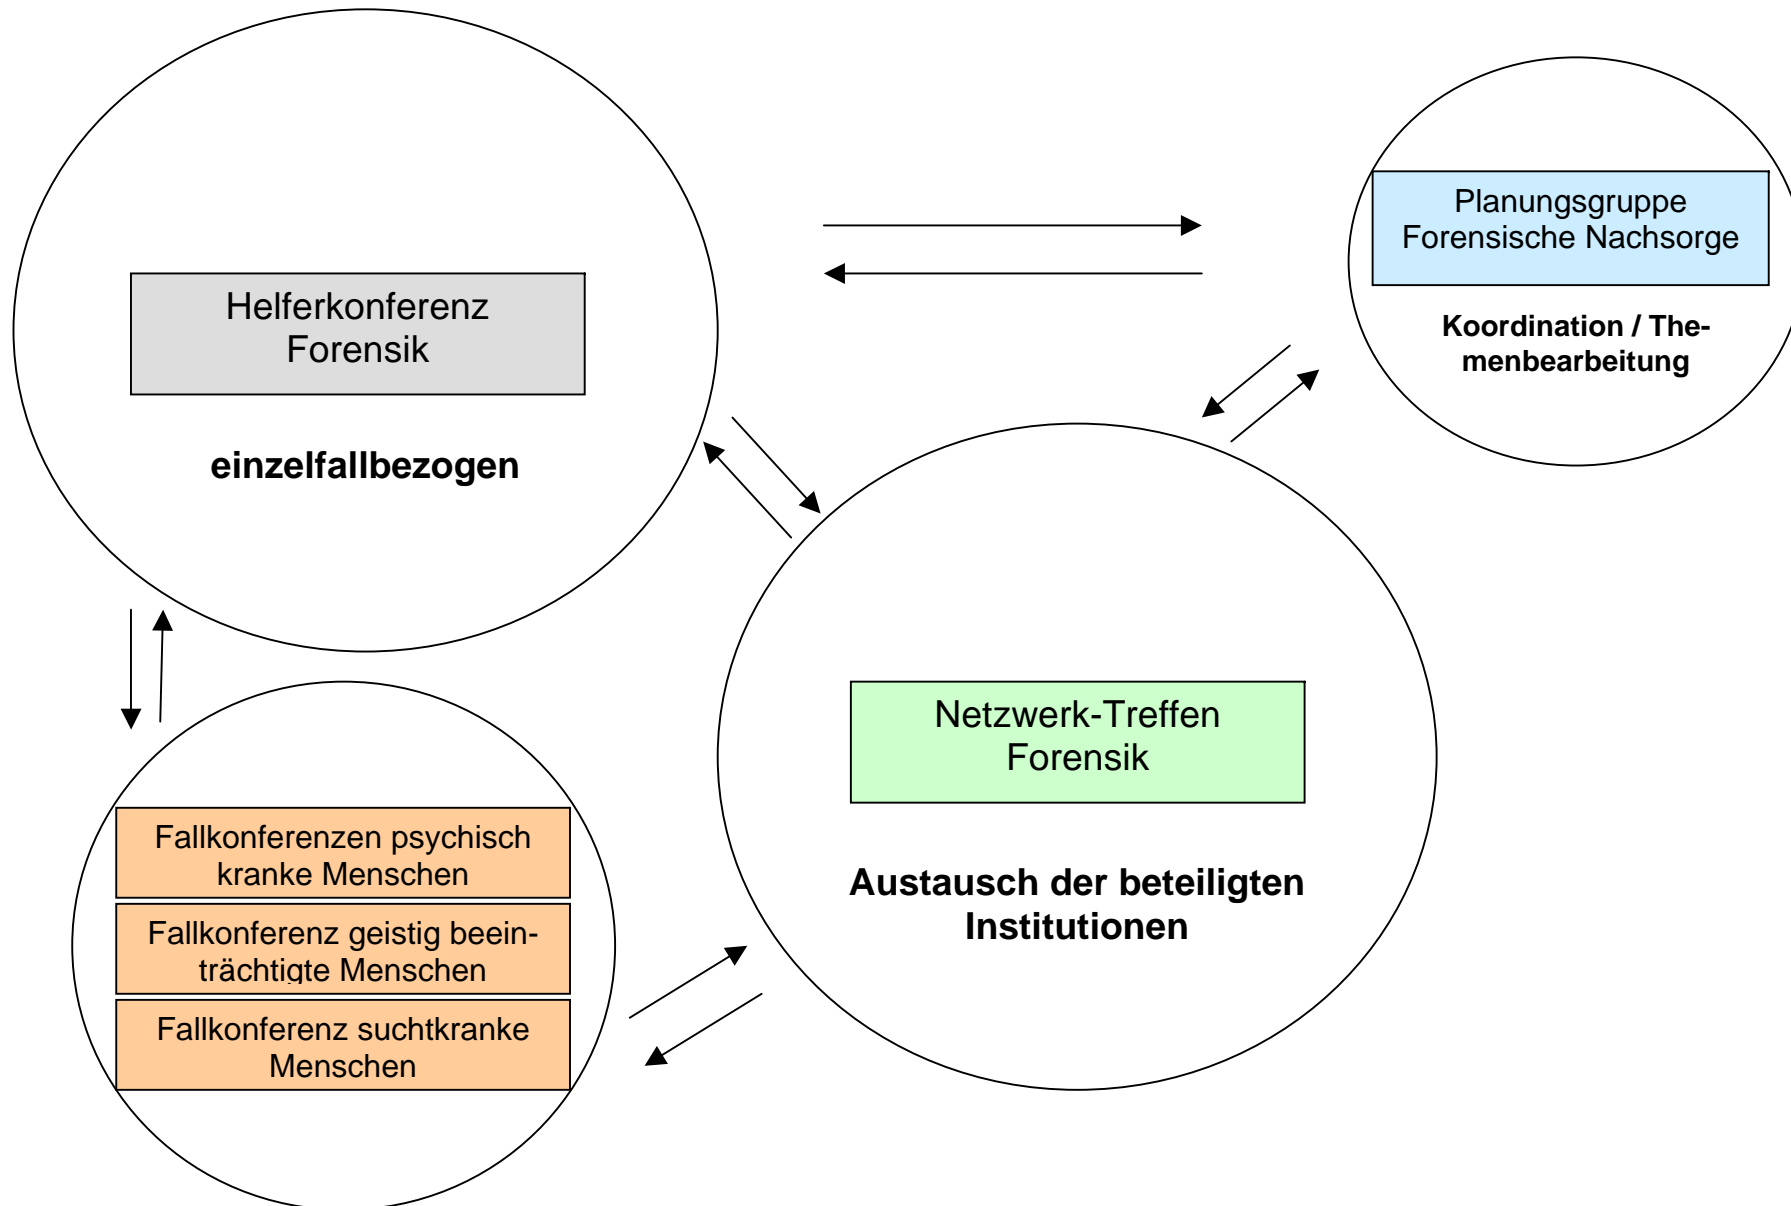 Helferkonferenz
Forensik
einzelfallbezogen
Planungsgruppe
Forensische Nachsorge
Koordination / The-
menbearbeitung
Netzwerk-Treffen
Forensik
Austausch der beteiligten
Institutionen
Fallkonferenzen psychisch
kranke Menschen
Fallkonferenz geistig beein-
trächtigte Menschen
Fallkonferenz suchtkranke
Menschen